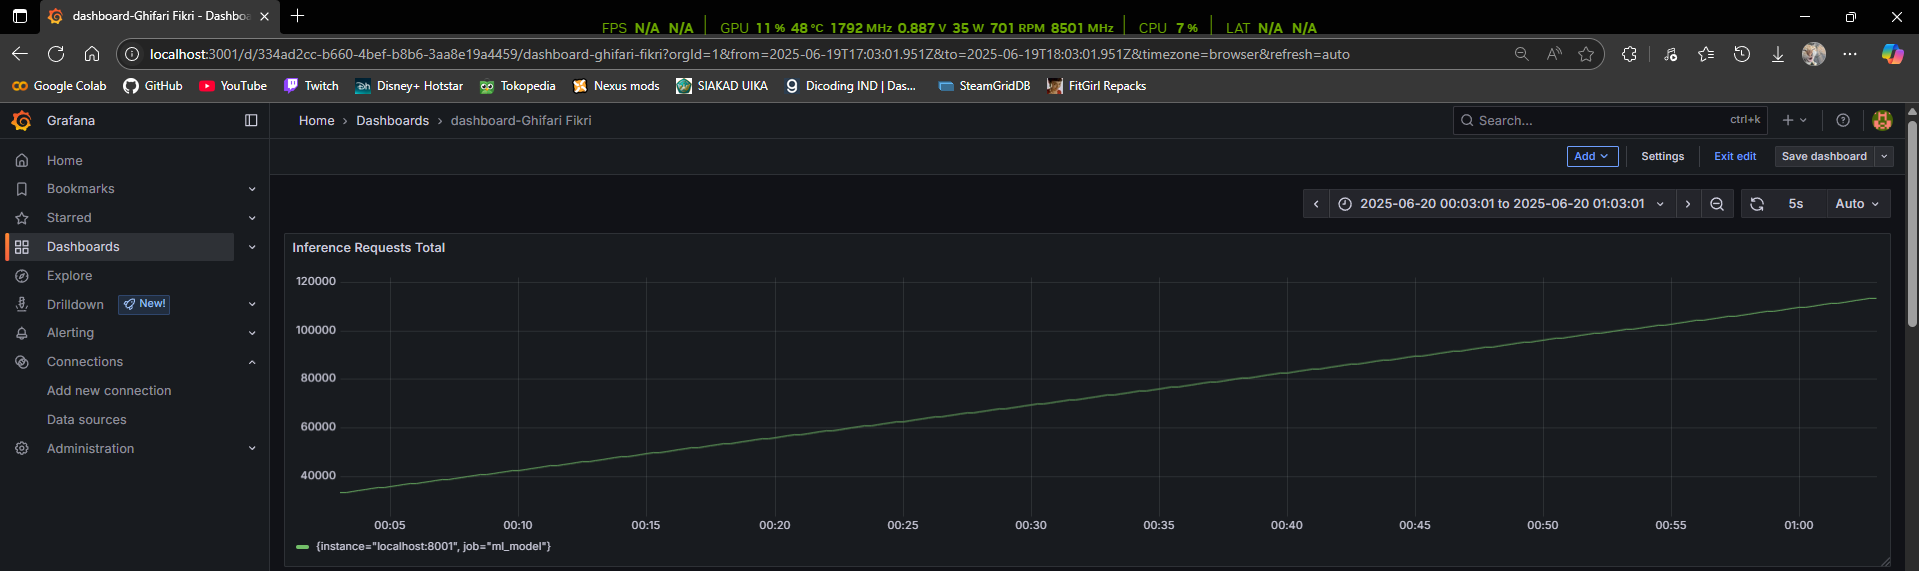 dashboard-Ghifari Fikri - Dashboa
FPS N/A N/A GPU 11 % 48 °C 1792 MHz 0.887 V 35 W 701 RPM 8501 MHz CPU 7 % LAT N/A N/A
localhost:3001/d/334ad2cc-b660-4bef-b8b6-3aa8e19a4459/dashboard-ghifari-fikri?orgId=1&from=2025-06-19T17:03:01.951Z&to=2025-06-19T18:03:01.951Z&timezone=browser&refresh=auto
Google Colab GitHub YouTube Twitch Disney+ Hotstar Tokopedia Nexus mods SIAKAD UIKA Dicoding IND | Das... SteamGridDB FitGirl Repacks
Grafana
Home › Dashboards › dashboard-Ghifari Fikri
Search... ctrl+k
Home
Bookmarks
Starred
Dashboards
Explore
Drilldown New!
Alerting
Connections
Add new connection
Data sources
Administration
Add Settings Exit edit Save dashboard
2025-06-20 00:03:01 to 2025-06-20 01:03:01 5s Auto
Inference Requests Total
120000
100000
80000
60000
40000
00:05 00:10 00:15 00:20 00:25 00:30 00:35 00:40 00:45 00:50 00:55 01:00
{instance="localhost:8001", job="ml_model"}